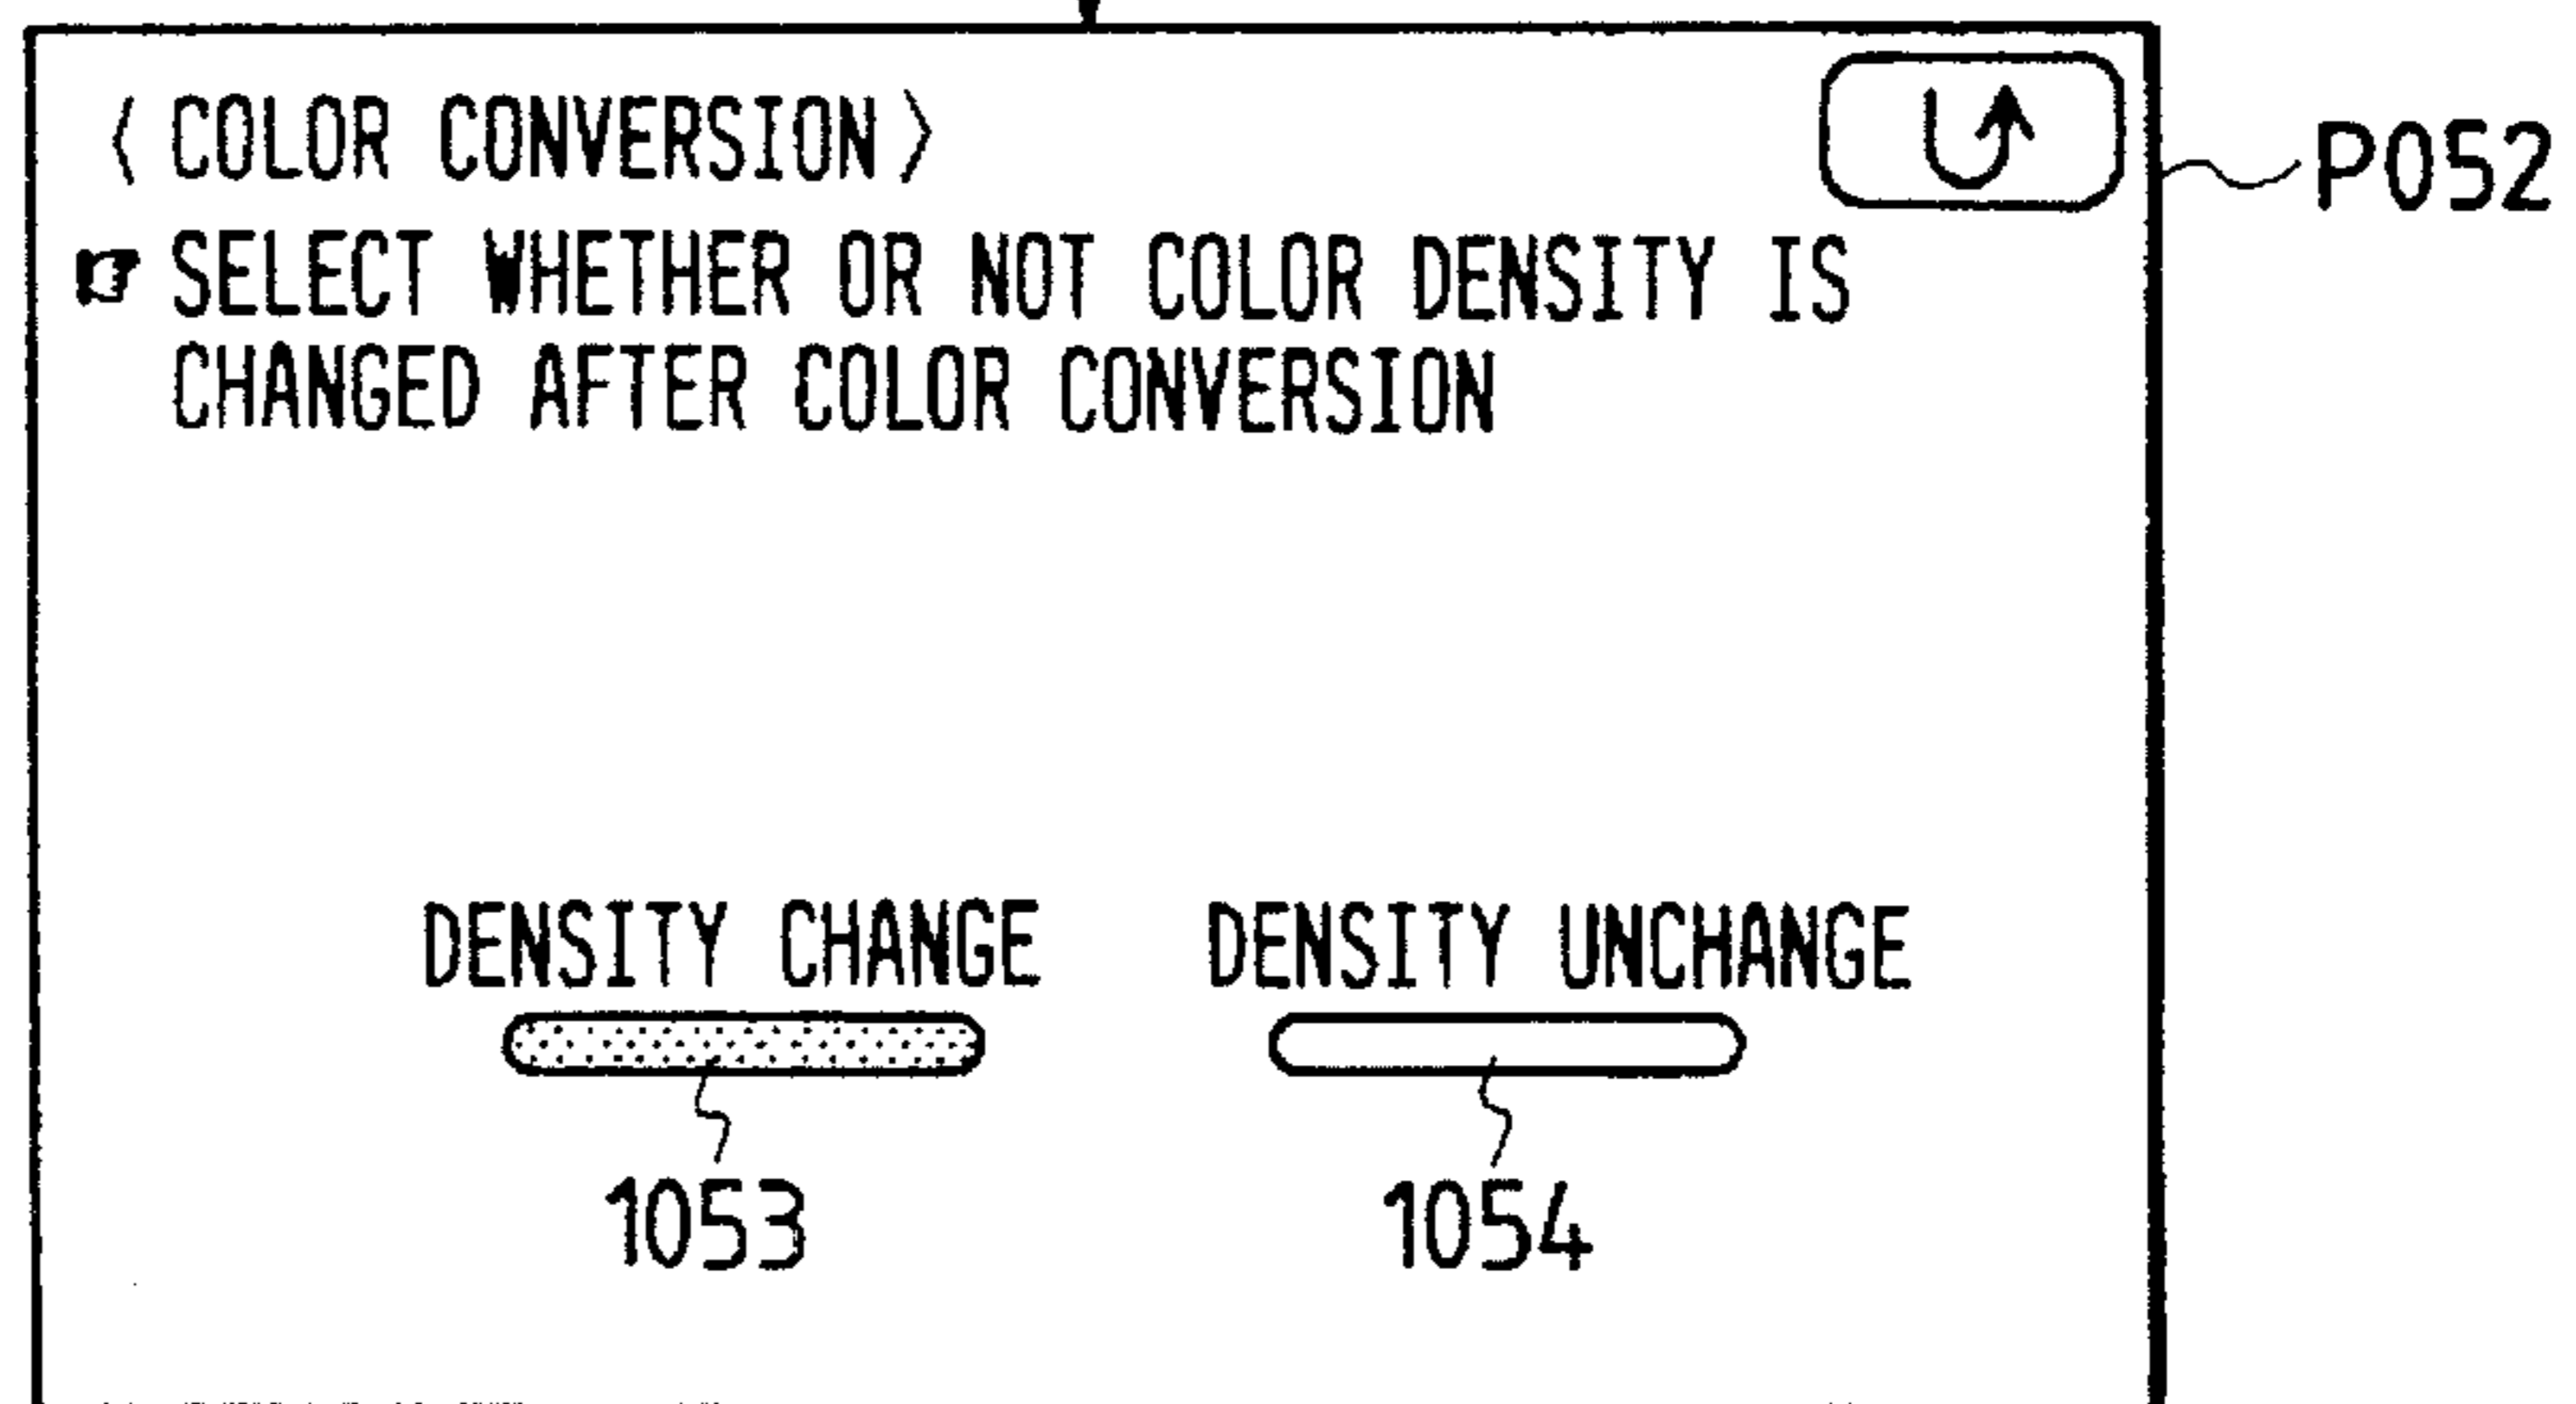 〈 COLOR CONVERSION 〉
P052
☞ SELECT WHETHER OR NOT COLOR DENSITY IS
CHANGED AFTER COLOR CONVERSION
DENSITY CHANGE DENSITY UNCHANGE
1053 1054